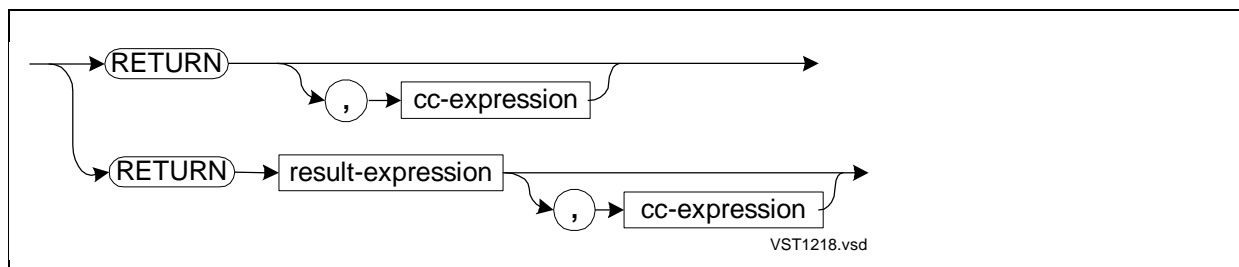 RETURN
, cc-expression
RETURN result-expression
, cc-expression
VST1218.vsd